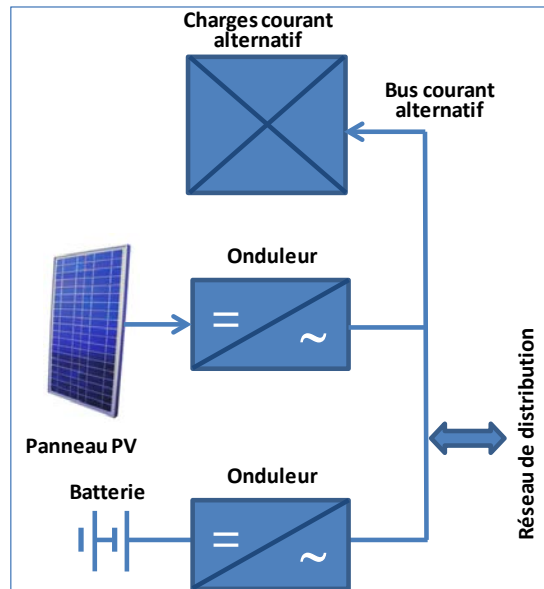 Charges courant
alternatif
Bus courant
alternatif
Onduleur
=
~
Panneau PV
Réseau de distribution
Batterie
Onduleur
=
~